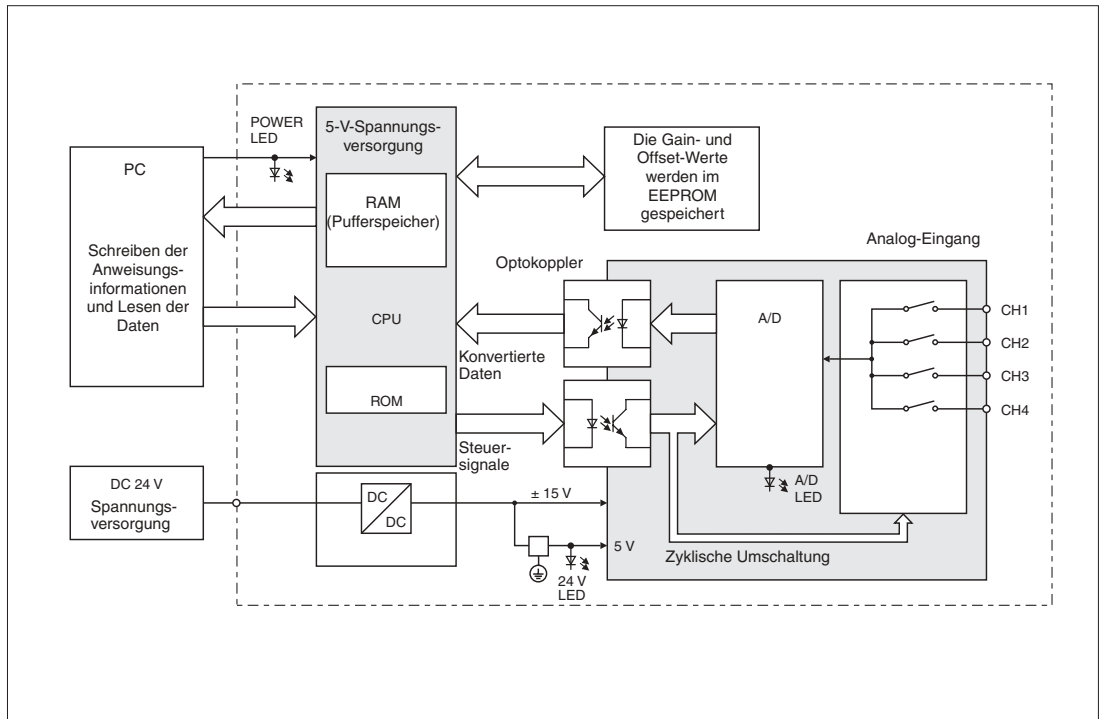 POWER
LED
5-V-Spannungs-
versorgung
PC
RAM
(Pufferspeicher)
Die Gain- und
Offset-Werte
werden im
EEPROM
gespeichert
Schreiben der
Anweisungs-
informationen
und Lesen der
Daten
CPU
ROM
Optokoppler
Analog-Eingang
A/D
CH1
CH2
CH3
CH4
Konvertierte
Daten
Steuer-
signale
A/D
LED
DC 24 V
Spannungs-
versorgung
DC
DC
± 15 V
5 V
24 V
LED
Zyklische Umschaltung